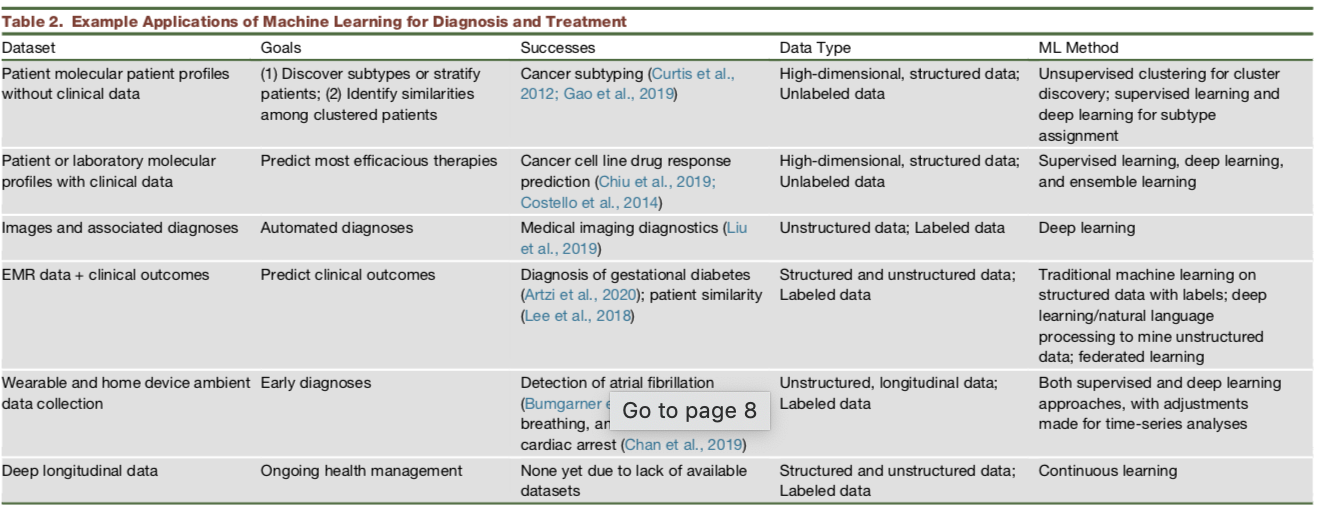 Table 2. Example Applications of Machine Learning for Diagnosis and Treatment
Dataset Goals Successes Data Type ML Method
Patient molecular patient profiles
without clinical data
(1) Discover subtypes or stratify
patients; (2) Identify similarities
among clustered patients
Cancer subtyping (Curtis et al.,
2012; Gao et al., 2019)
High-dimensional, structured data;
Unlabeled data
Unsupervised clustering for cluster
discovery; supervised learning and
deep learning for subtype
assignment
Patient or laboratory molecular
profiles with clinical data
Predict most efficacious therapies
Cancer cell line drug response
prediction (Chiu et al., 2019;
Costello et al., 2014)
High-dimensional, structured data;
Unlabeled data
Supervised learning, deep learning,
and ensemble learning
Images and associated diagnoses
Automated diagnoses
Medical imaging diagnostics (Liu
et al., 2019)
Unstructured data; Labeled data
Deep learning
EMR data + clinical outcomes
Predict clinical outcomes
Diagnosis of gestational diabetes
(Artzi et al., 2020); patient similarity
(Lee et al., 2018)
Structured and unstructured data;
Labeled data
Traditional machine learning on
structured data with labels; deep
learning/natural language
processing to mine unstructured
data; federated learning
Wearable and home device ambient
data collection
Early diagnoses
Detection of atrial fibrillation
(Bumgarner
breathing,
cardiac arrest (Chan et al., 2019)
Go to page 8
Unstructured, longitudinal data;
Labeled data
Both supervised and deep learning
approaches, with adjustments
made for time-series analyses
Deep longitudinal data
Ongoing health management
None yet due to lack of available
datasets
Structured and unstructured data;
Labeled data
Continuous learning